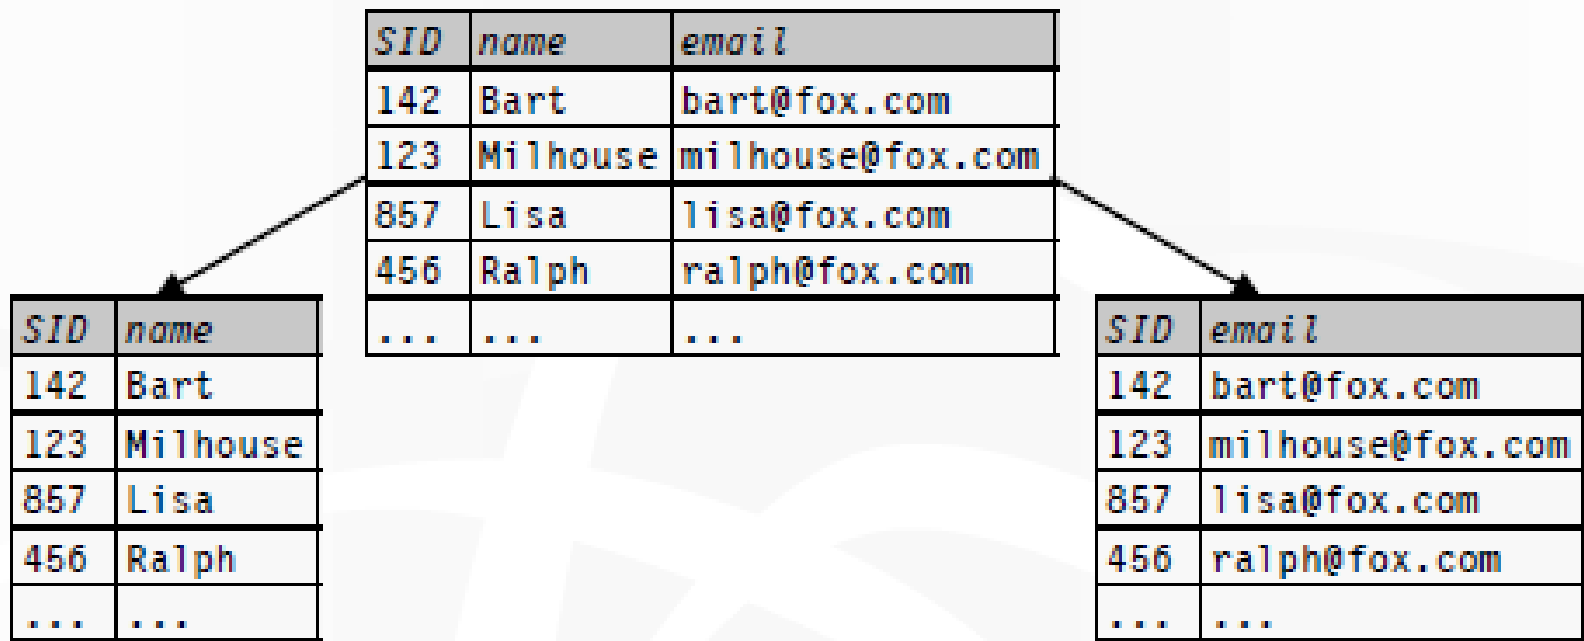 SID name email
142 Bart bart@fox.com
123 Milhouse milhouse@fox.com
857 Lisa lisa@fox.com
456 Ralph ralph@fox.com
... ... ...
SID name
142 Bart
123 Milhouse
857 Lisa
456 Ralph
... ...
SID email
142 bart@fox.com
123 milhouse@fox.com
857 lisa@fox.com
456 ralph@fox.com
... ...